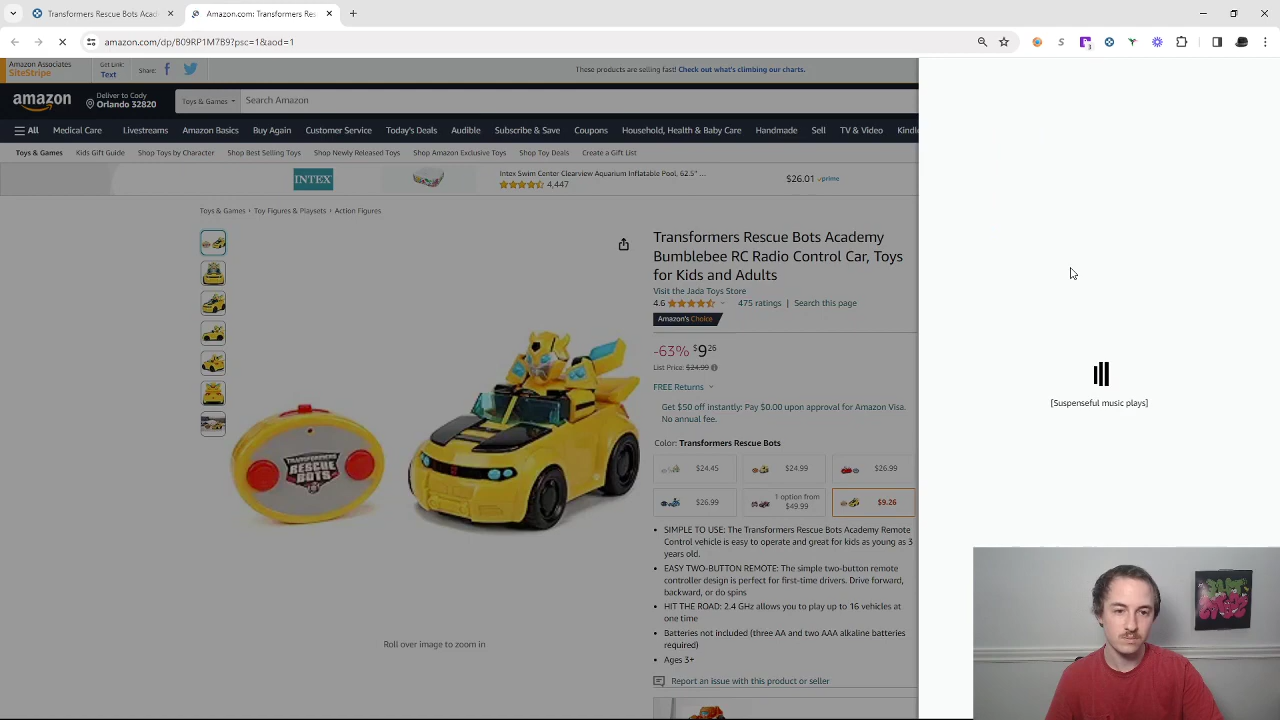 Transformers Rescue Bots Acad
Amazon.com: Transformers Res
amazon.com/dp/B09RP1M7B9?psc=1&aod=1
Amazon Associates
SiteStripe
Get Link:
Text
Share:
These products are selling fast! Check out what's climbing our charts.
amazon
Deliver to Cody
Orlando 32820
Toys & Games
Search Amazon
All
Medical Care
Livestreams
Amazon Basics
Buy Again
Customer Service
Today's Deals
Audible
Subscribe & Save
Coupons
Household, Health & Baby Care
Handmade
Sell
TV & Video
Kindle
Toys & Games
Kids Gift Guide
Shop Toys by Character
Shop Best Selling Toys
Shop Newly Released Toys
Shop Amazon Exclusive Toys
Shop Toy Deals
Create a Gift List
INTEX
Intex Swim Center Clearview Aquarium Inflatable Pool, 62.5" ...
4,447
$26.01 prime
Toys & Games › Toy Figures & Playsets › Action Figures
Transformers Rescue Bots Academy
Bumblebee RC Radio Control Car, Toys
for Kids and Adults
Visit the Jada Toys Store
4.6
475 ratings | Search this page
Amazon's Choice
-63% $9 26
List Price: $24.99
FREE Returns
Get $50 off instantly: Pay $0.00 upon approval for Amazon Visa.
No annual fee.
Color: Transformers Rescue Bots
$24.45
$24.99
$26.99
$26.99
1 option from
$49.99
$9.26
• SIMPLE TO USE: The Transformers Rescue Bots Academy Remote
Control vehicle is easy to operate and great for kids as young as 3
years old.
• EASY TWO-BUTTON REMOTE: The simple two-button remote
controller design is perfect for first-time drivers. Drive forward,
backward, or do spins
• HIT THE ROAD: 2.4 GHz allows you to play up to 16 vehicles at
one time
• Batteries not included (three AA and two AAA alkaline batteries
required)
• Ages 3+
Report an issue with this product or seller
TRANSFORMERS
RESCUE
BOTS
Roll over image to zoom in
[Suspenseful music plays]